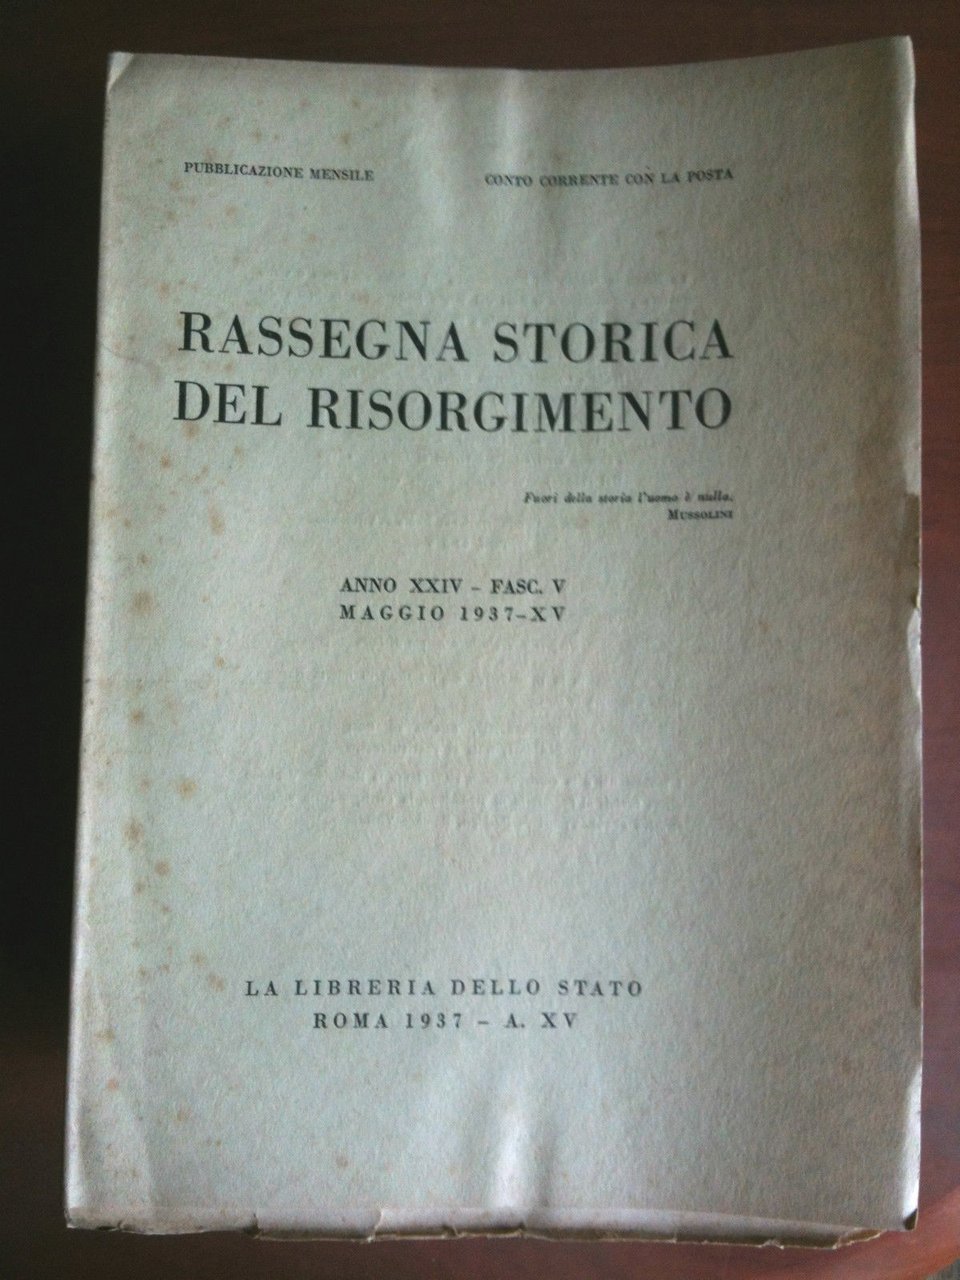 PUBBLICAZIONE MENSILE CONTO CORRENTE CON LA POSTA
RASSEGNA STORICA
DEL RISORGIMENTO
Fuori della storia l'uomo è nulla.
MUSSOLINI
ANNO XXIV - FASC. V
MAGGIO 1937-XV
LA LIBRERIA DELLO STATO
ROMA 1937 - A. XV